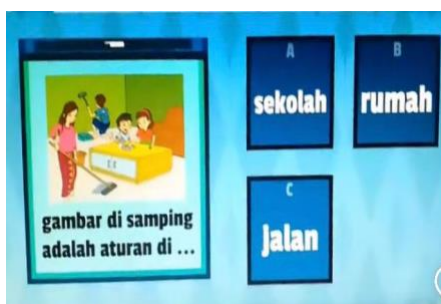 gambar di samping
adalah aturan di ...
A
sekolah
B
rumah
C
Jalan